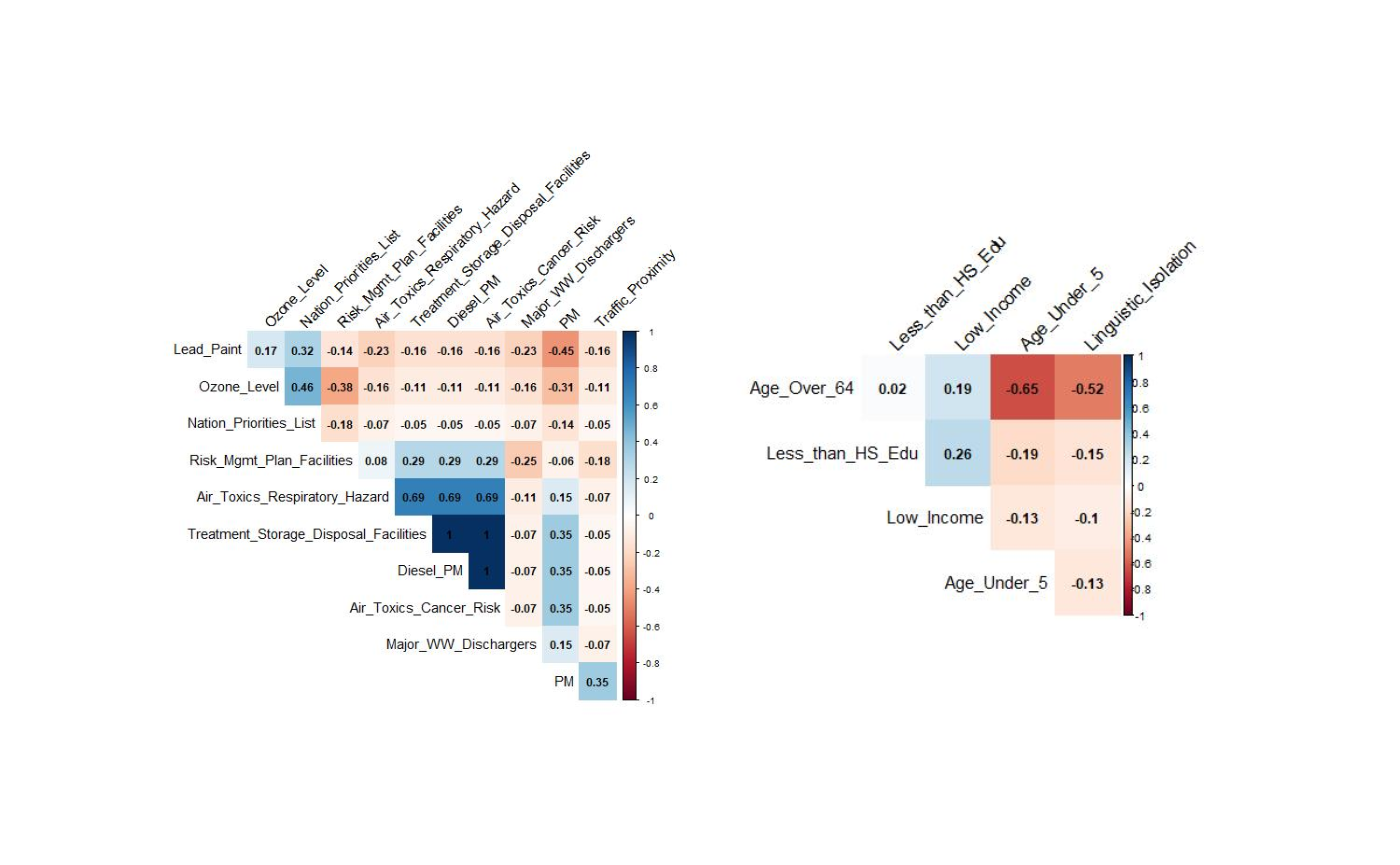 Ozone_Level
Nation_Priorities_List
Risk_Mgmt_Plan_Facilities
Air_Toxics_Respiratory_Hazard
Treatment_Storage_Disposal_Facilities
Diesel_PM
Air_Toxics_Cancer_Risk
Major_WW_Dischargers
PM
Traffic_Proximity
Lead_Paint 0.17 0.32 -0.14 -0.23 -0.16 -0.16 -0.16 -0.23 -0.45 -0.16
Ozone_Level 0.46 -0.38 -0.16 -0.11 -0.11 -0.11 -0.16 -0.31 -0.11
Nation_Priorities_List -0.18 -0.07 -0.05 -0.05 -0.05 -0.07 -0.14 -0.05
Risk_Mgmt_Plan_Facilities 0.08 0.29 0.29 0.29 -0.25 -0.06 -0.18
Air_Toxics_Respiratory_Hazard 0.69 0.69 0.69 -0.11 0.15 -0.07
Treatment_Storage_Disposal_Facilities 1 1 -0.07 0.35 -0.05
Diesel_PM 1 -0.07 0.35 -0.05
Air_Toxics_Cancer_Risk -0.07 0.35 -0.05
Major_WW_Dischargers 0.15 -0.07
PM 0.35
1
0.8
0.6
0.4
0.2
0
-0.2
-0.4
-0.6
-0.8
-1
Less_than_HS_Edu
Low_Income
Age_Under_5
Linguistic_Isolation
Age_Over_64 0.02 0.19 -0.65 -0.52
Less_than_HS_Edu 0.26 -0.19 -0.15
Low_Income -0.13 -0.1
Age_Under_5 -0.13
1
0.8
0.6
0.4
0.2
0
-0.2
-0.4
-0.6
-0.8
-1